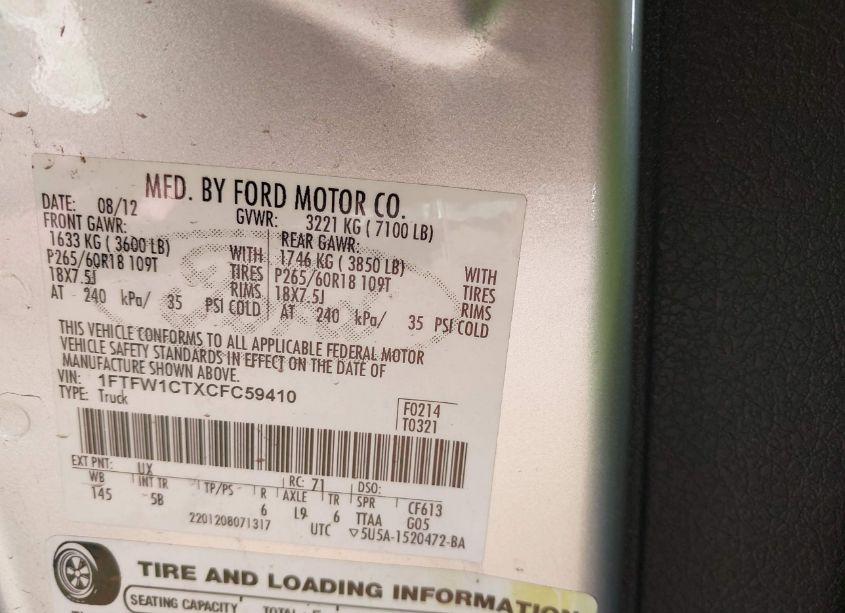 MFD. BY FORD MOTOR CO.
DATE: 08/12 GVWR: 3221 KG ( 7100 LB)
FRONT GAWR: REAR GAWR:
1633 KG ( 3600 LB) WITH 1746 KG ( 3850 LB) WITH
P265/60R18 109T TIRES P265/60R18 109T TIRES
18X7.5J RIMS 18X7.5J RIMS
AT 240 kPa/ 35 PSI COLD AT 240 kPa/ 35 PSI COLD
THIS VEHICLE CONFORMS TO ALL APPLICABLE FEDERAL MOTOR
VEHICLE SAFETY STANDARDS IN EFFECT ON THE DATE OF
MANUFACTURE SHOWN ABOVE.
VIN: 1FTFW1CTXCFC59410
TYPE: Truck
F0214
T0321
EXT PNT: UX RC: 71 DSO:
WB INT TR TP/PS R AXLE TR SPR CF613
145 5B 6 L9 6 TTAA G05
2201208071317 UTC ▽5U5A-1520472-BA
TIRE AND LOADING INFORMATION
SEATING CAPACITY TOTAL